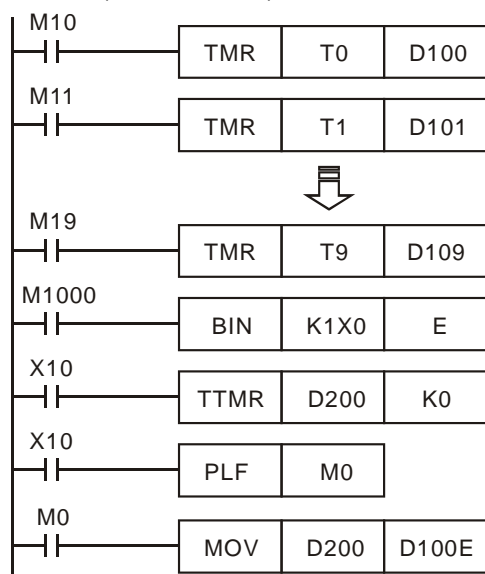 M10
TMR T0 D100
M11
TMR T1 D101
M19
TMR T9 D109
M1000
BIN K1X0 E
X10
TTMR D200 K0
X10
PLF M0
M0
MOV D200 D100E